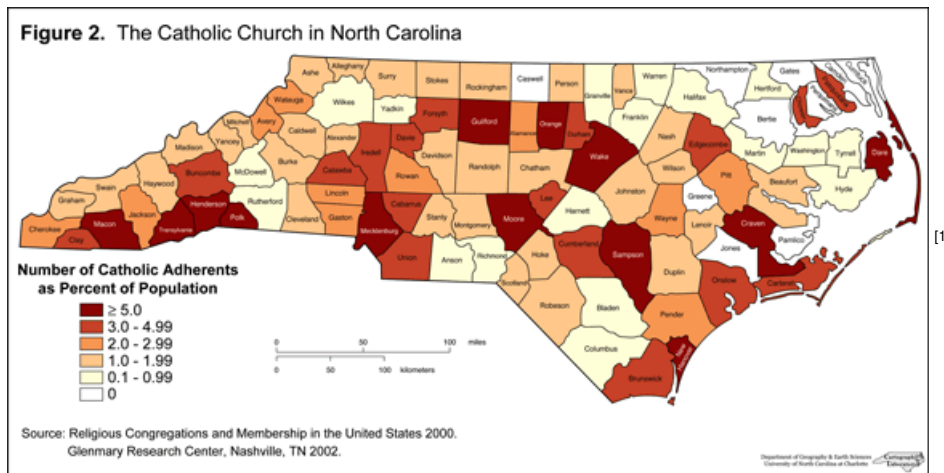 Figure 2. The Catholic Church in North Carolina
Ashe
Alleghany
Surry
Stokes
Rockingham
Caswell
Person
Granville
Vance
Warren
Northampton
Gates
Camden
Currituck
Hertford
Halifax
Watauga
Wilkes
Yadkin
Forsyth
Guilford
Alamance
Orange
Durham
Franklin
Bertie
Mitchell
Avery
Caldwell
Alexander
Iredell
Davie
Davidson
Randolph
Chatham
Wake
Nash
Edgecombe
Martin
Washington
Tyrrell
Dare
Madison
Yancey
Burke
Catawba
Rowan
Wilson
Pitt
Beaufort
Hyde
Swain
Haywood
Buncombe
McDowell
Lincoln
Johnston
Greene
Graham
Rutherford
Cleveland
Gaston
Cabarrus
Stanly
Montgomery
Moore
Lee
Harnett
Wayne
Lenoir
Craven
Pamlico
Cherokee
Clay
Macon
Jackson
Transylvania
Henderson
Polk
Mecklenburg
Union
Anson
Richmond
Hoke
Cumberland
Sampson
Duplin
Jones
Scotland
Robeson
Bladen
Onslow
Carteret
Pender
Columbus
Brunswick
New Hanover
[1
Number of Catholic Adherents
as Percent of Population
≥ 5.0
3.0 - 4.99
2.0 - 2.99
1.0 - 1.99
0.1 - 0.99
0
0 50 100 miles
0 50 100 kilometers
Source: Religious Congregations and Membership in the United States 2000.
Glenmary Research Center, Nashville, TN 2002.
Department of Geography & Earth Sciences
University of North Carolina at Charlotte
Cartography